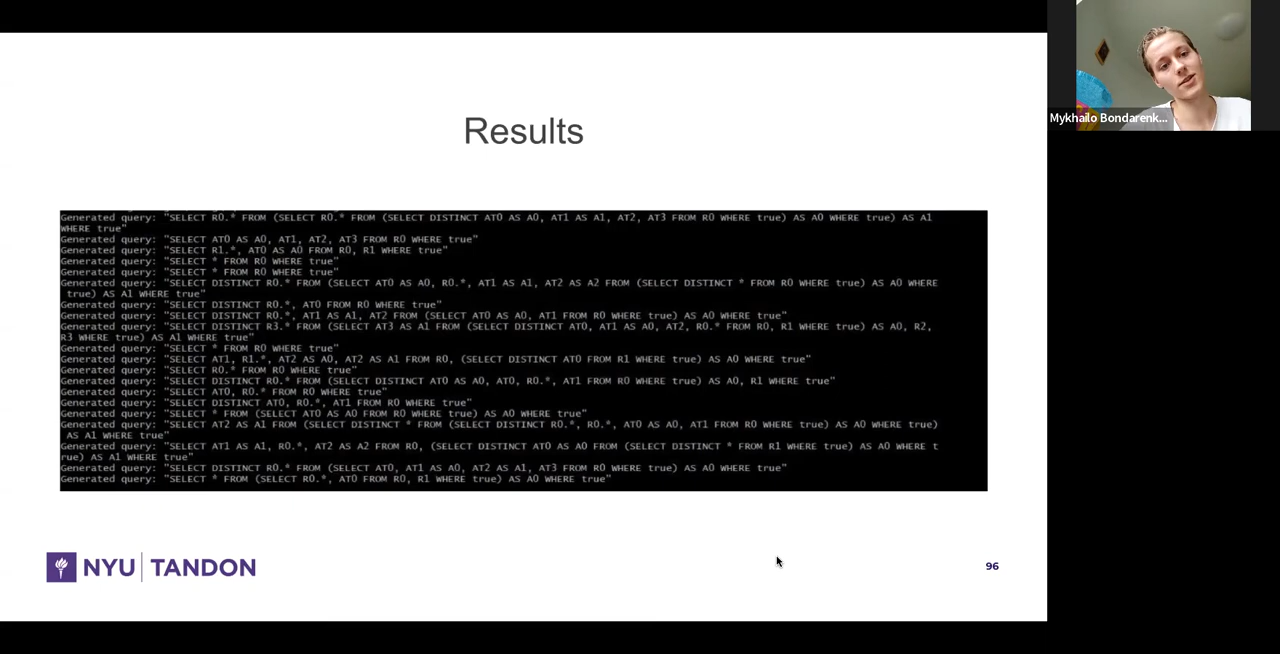 Mykhailo Bondarenk...
Results
Generated query: "SELECT R0.* FROM (SELECT R0.* FROM (SELECT DISTINCT AT0 AS A0, AT1 AS A1, AT2, AT3 FROM R0 WHERE true) AS A0 WHERE true) AS A1
WHERE true"
Generated query: "SELECT AT0 AS A0, AT1, AT2, AT3 FROM R0 WHERE true"
Generated query: "SELECT R1.*, AT0 AS A0 FROM R0, R1 WHERE true"
Generated query: "SELECT * FROM R0 WHERE true"
Generated query: "SELECT * FROM R0 WHERE true"
Generated query: "SELECT DISTINCT R0.* FROM (SELECT AT0 AS A0, R0.*, AT1 AS A1, AT2 AS A2 FROM (SELECT DISTINCT * FROM R0 WHERE true) AS A0 WHERE
true) AS A1 WHERE true"
Generated query: "SELECT DISTINCT R0.*, AT0 FROM R0 WHERE true"
Generated query: "SELECT DISTINCT R0.*, AT1 AS A1, AT2 FROM (SELECT DISTINCT AT0 AS A0, AT1 FROM R0 WHERE true) AS A0 WHERE true"
Generated query: "SELECT DISTINCT R3.* FROM (SELECT AT3 AS A1 FROM (SELECT DISTINCT AT0, AT1 AS A0, AT2, R0.* FROM R0, R1 WHERE true) AS A0, R2,
R3 WHERE true) AS A1 WHERE true"
Generated query: "SELECT * FROM R0 WHERE true"
Generated query: "SELECT AT1, R1.*, AT2 AS A0, AT2 AS A1 FROM R0, (SELECT DISTINCT AT0 FROM R1 WHERE true) AS A0 WHERE true"
Generated query: "SELECT R0.* FROM R0 WHERE true"
Generated query: "SELECT DISTINCT R0.* FROM (SELECT DISTINCT AT0 AS A0, AT0, R0.*, AT1 FROM R0 WHERE true) AS A0, R1 WHERE true"
Generated query: "SELECT AT0, R0.* FROM R0 WHERE true"
Generated query: "SELECT DISTINCT AT0, R0.*, AT1 FROM R0 WHERE true"
Generated query: "SELECT * FROM (SELECT AT0 AS A0 FROM R0 WHERE true) AS A0 WHERE true"
Generated query: "SELECT AT2 AS A1 FROM (SELECT DISTINCT * FROM (SELECT DISTINCT R0.*, R0.*, AT0 AS A0, AT1 FROM R0 WHERE true) AS A0 WHERE true)
AS A1 WHERE true"
Generated query: "SELECT AT1 AS A1, R0.*, AT2 AS A2 FROM R0, (SELECT DISTINCT AT0 AS A0 FROM (SELECT DISTINCT * FROM R1 WHERE true) AS A0 WHERE t
rue) AS A1 WHERE true"
Generated query: "SELECT DISTINCT R0.* FROM (SELECT AT0, AT1 AS A0, AT2 AS A1, AT3 FROM R0 WHERE true) AS A0 WHERE true"
Generated query: "SELECT * FROM (SELECT R0.*, AT0 FROM R0, R1 WHERE true) AS A0 WHERE true"
NYU TANDON
96